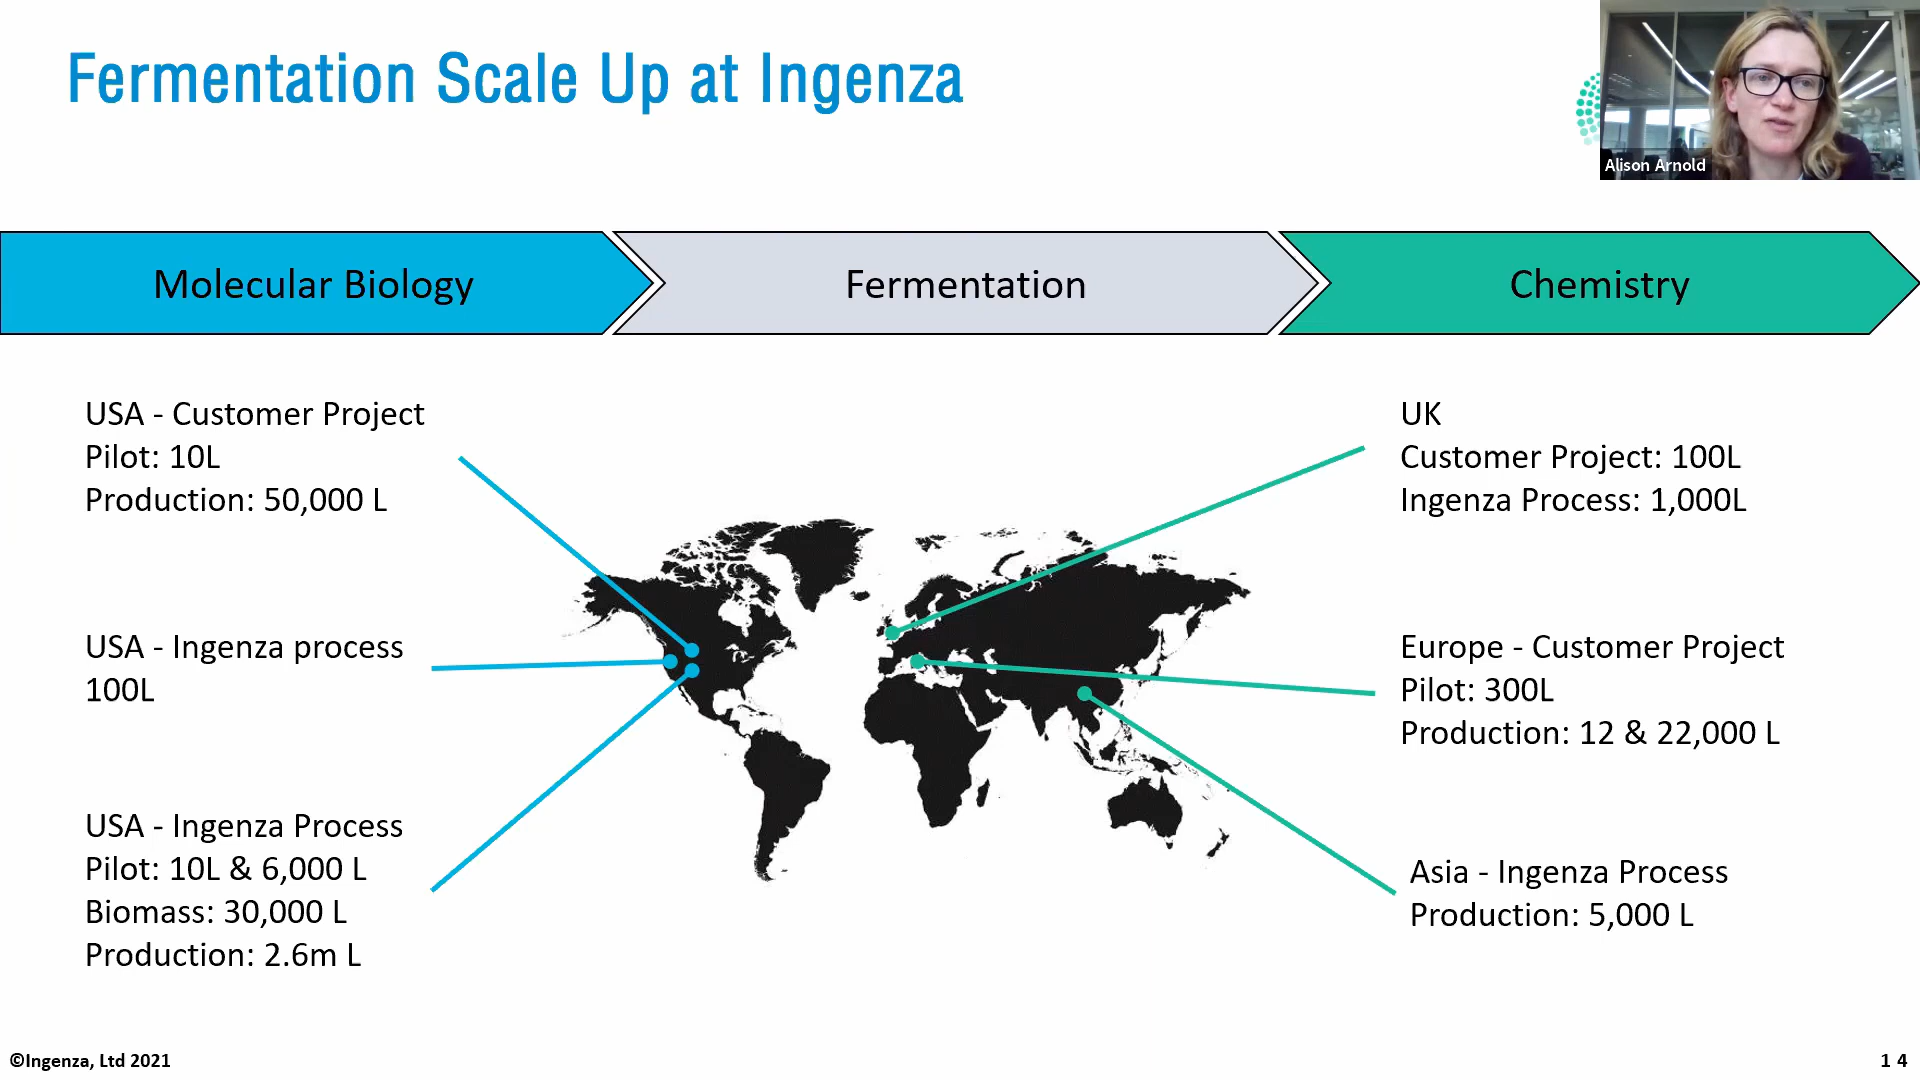 Fermentation Scale Up at Ingenza
Alison Arnold
Molecular Biology
Fermentation
Chemistry
USA - Customer Project
Pilot: 10L
Production: 50,000 L
USA - Ingenza process
100L
USA - Ingenza Process
Pilot: 10L & 6,000 L
Biomass: 30,000 L
Production: 2.6m L
UK
Customer Project: 100L
Ingenza Process: 1,000L
Europe - Customer Project
Pilot: 300L
Production: 12 & 22,000 L
Asia - Ingenza Process
Production: 5,000 L
©Ingenza, Ltd 2021
14